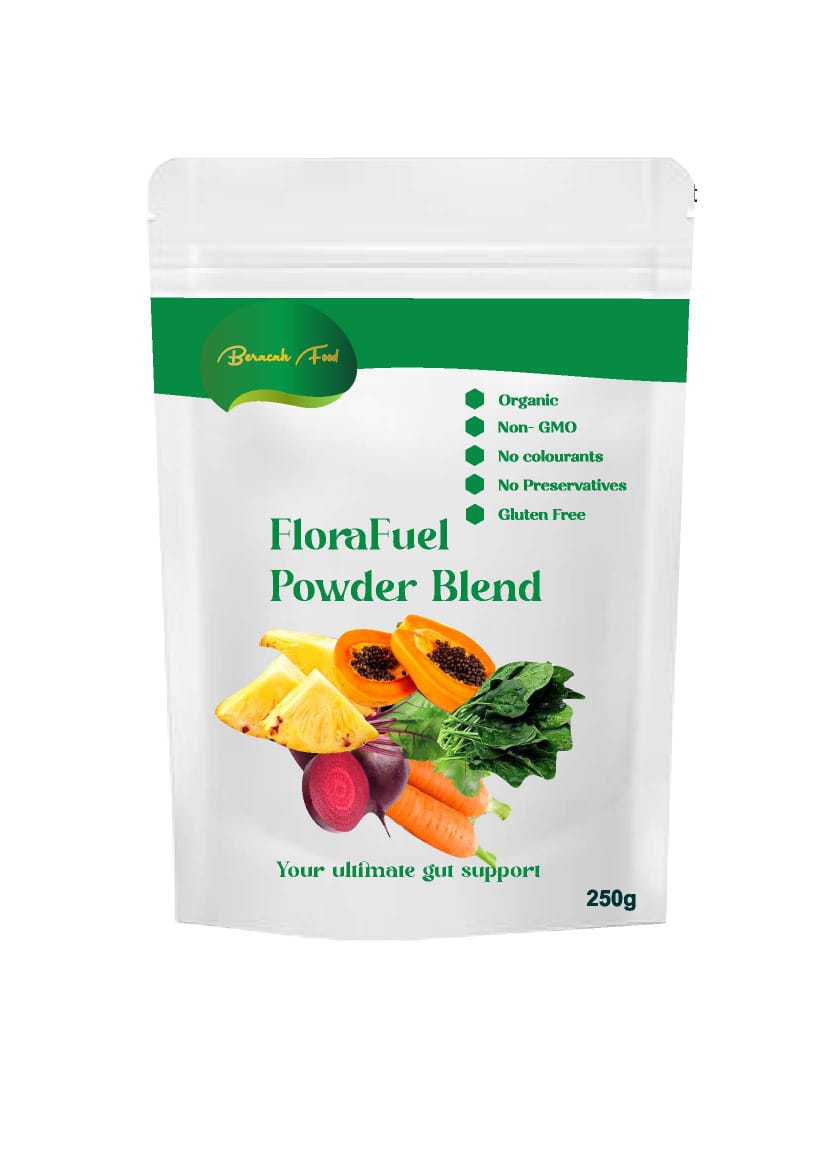 Beracah Food
Organic
Non- GMO
No colourants
No Preservatives
Gluten Free
FloraFuel
Powder Blend
Your ultimate gut support
250g